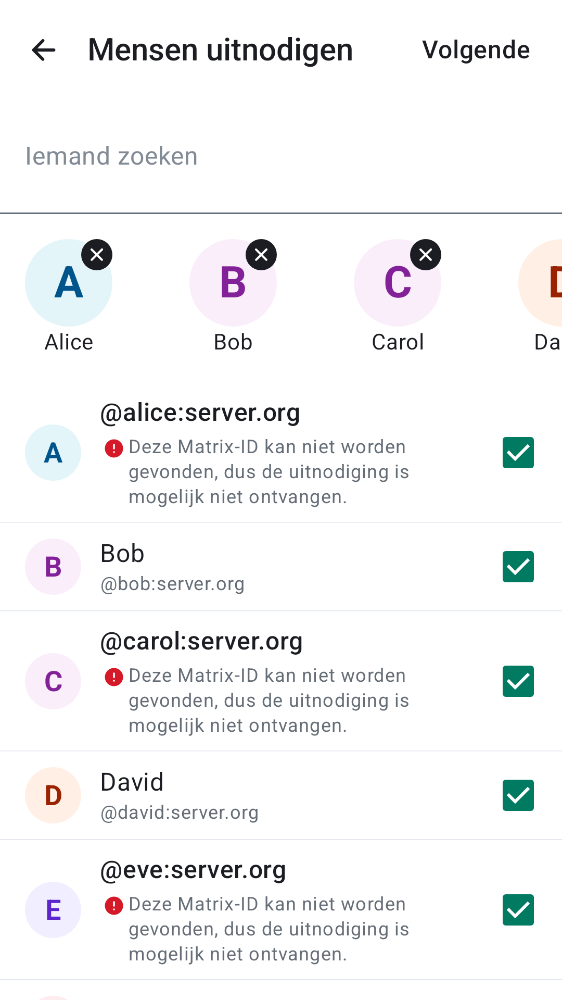 Mensen uitnodigen
Volgende
Iemand zoeken
A
B
C
Alice
Bob
Carol
Da
A
@alice:server.org
Deze Matrix-ID kan niet worden
gevonden, dus de uitnodiging is
mogelijk niet ontvangen.
B
Bob
@bob:server.org
C
@carol:server.org
Deze Matrix-ID kan niet worden
gevonden, dus de uitnodiging is
mogelijk niet ontvangen.
D
David
@david:server.org
E
@eve:server.org
Deze Matrix-ID kan niet worden
gevonden, dus de uitnodiging is
mogelijk niet ontvangen.